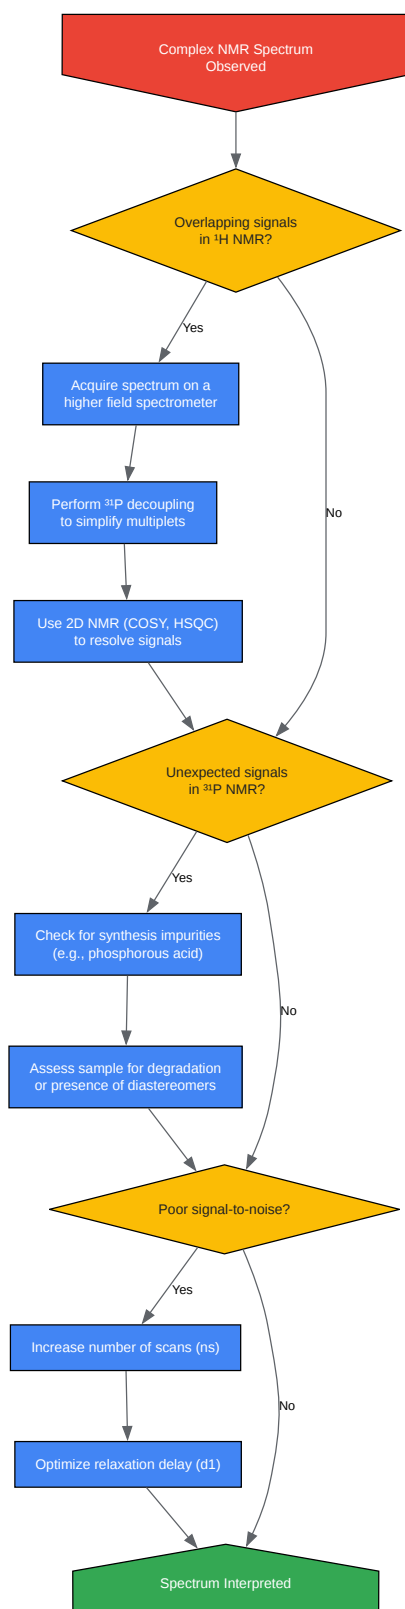 Complex NMR Spectrum
Observed
Overlapping signals
in ¹H NMR?
Yes
Acquire spectrum on a
higher field spectrometer
Perform ³¹P decoupling
to simplify multiplets
No
Use 2D NMR (COSY, HSQC)
to resolve signals
Unexpected signals
in ³¹P NMR?
Yes
Check for synthesis impurities
(e.g., phosphorous acid)
No
Assess sample for degradation
or presence of diastereomers
Poor signal-to-noise?
Yes
Increase number of scans (ns)
No
Optimize relaxation delay (d1)
Spectrum Interpreted